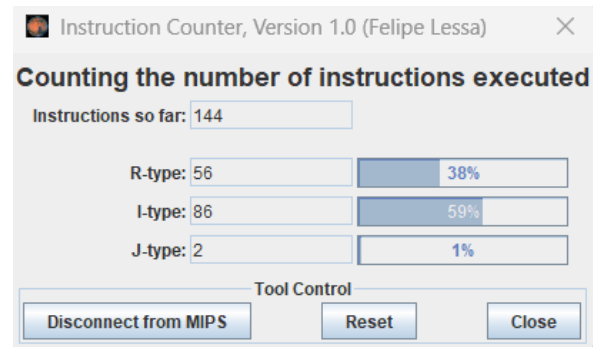 Instruction Counter, Version 1.0 (Felipe Lessa)
Counting the number of instructions executed
Instructions so far: 144
R-type: 56 38%
I-type: 86 59%
J-type: 2 1%
Tool Control
Disconnect from MIPS Reset Close